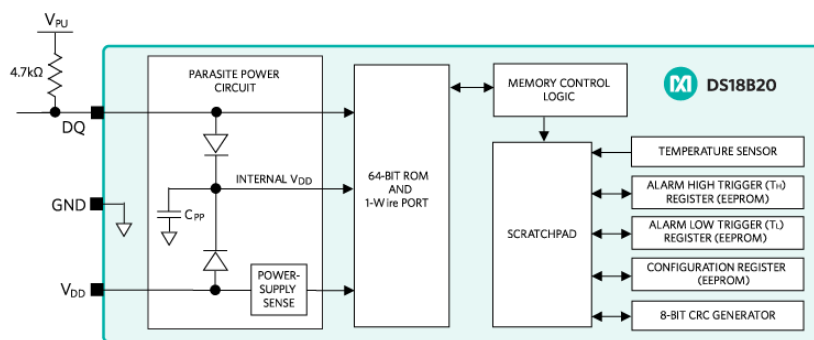 VPU
4.7kΩ
DQ
GND
VDD
PARASITE POWER
CIRCUIT
INTERNAL VDD
CPP
POWER-
SUPPLY
SENSE
64-BIT ROM
AND
1-Wire PORT
MEMORY CONTROL
LOGIC
SCRATCHPAD
DS18B20
TEMPERATURE SENSOR
ALARM HIGH TRIGGER (TH)
REGISTER (EEPROM)
ALARM LOW TRIGGER (TL)
REGISTER (EEPROM)
CONFIGURATION REGISTER
(EEPROM)
8-BIT CRC GENERATOR